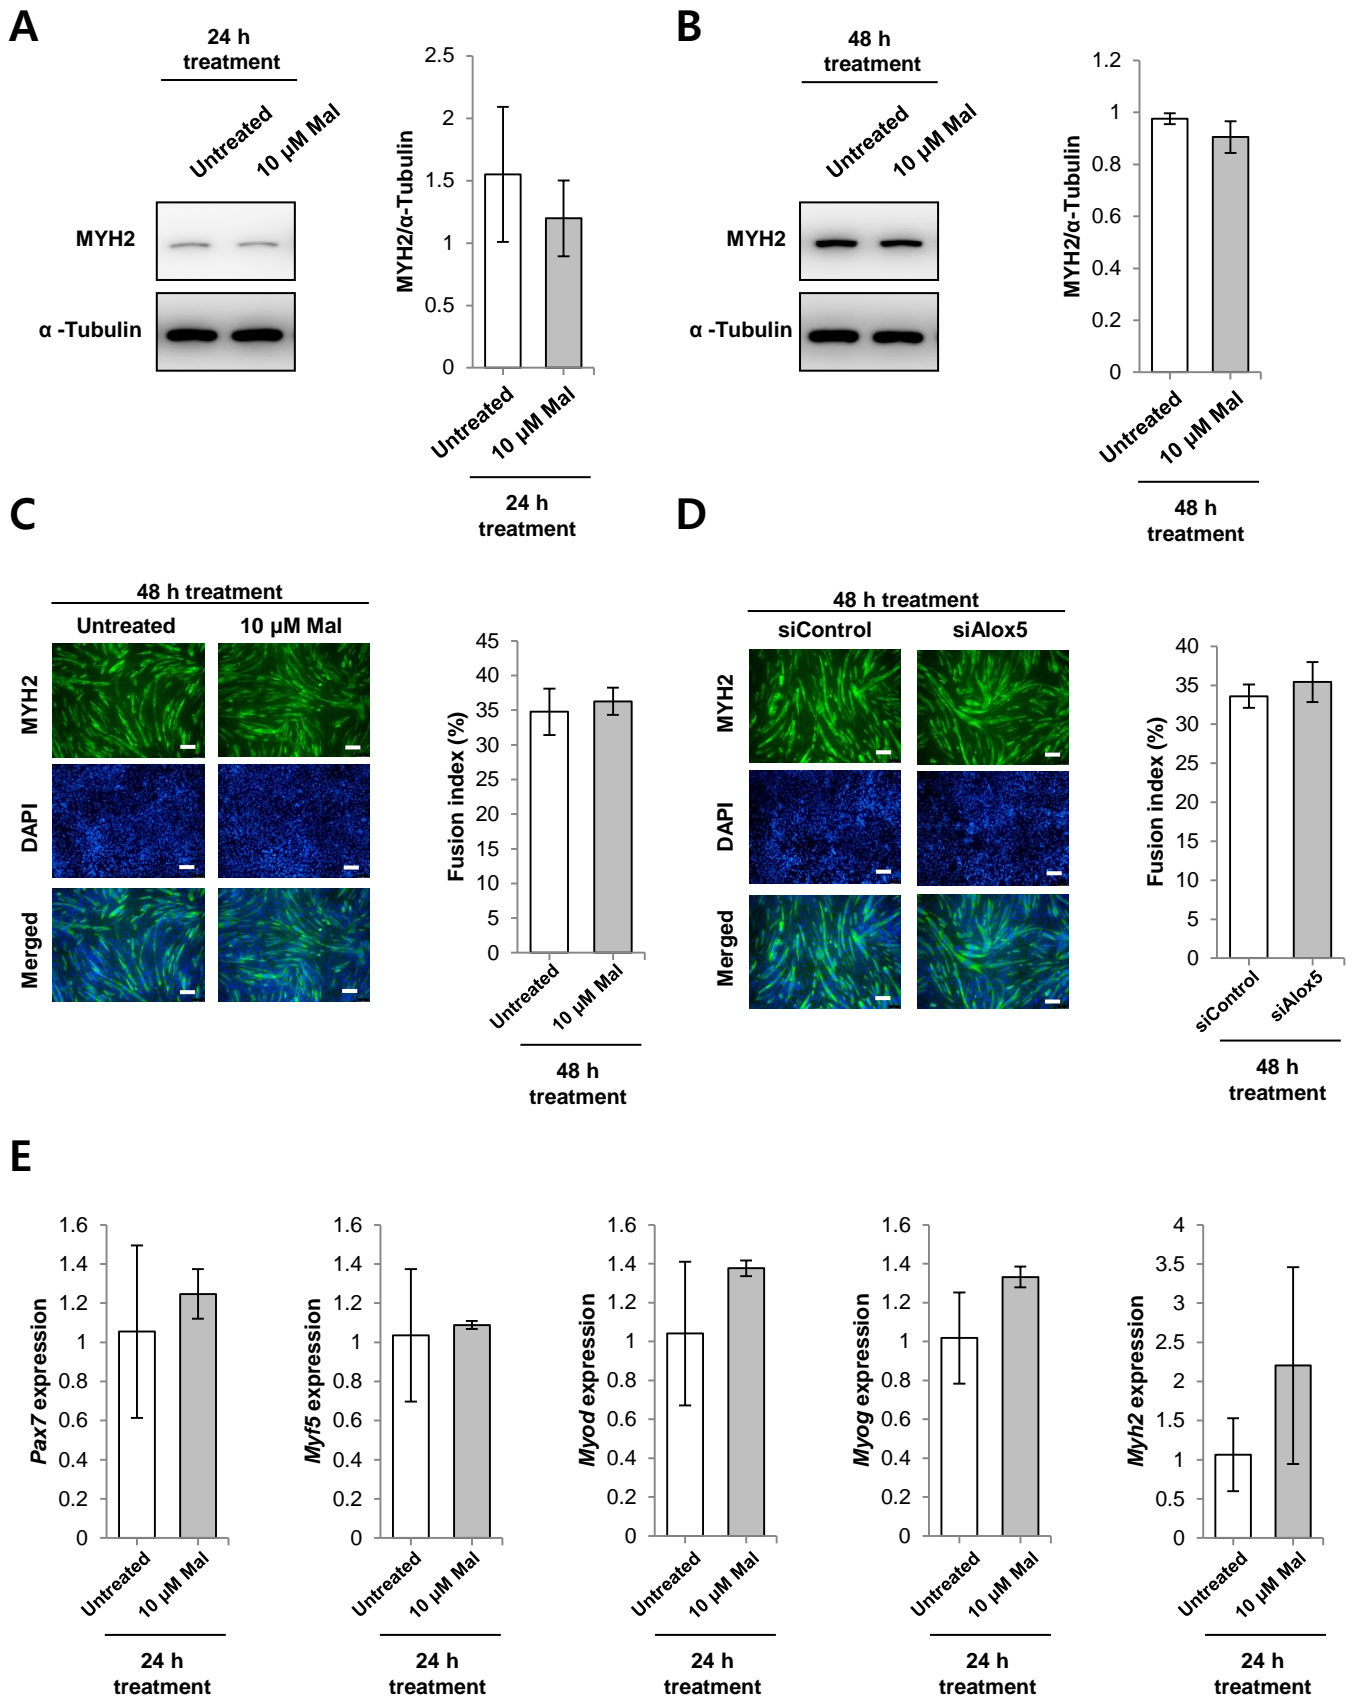 A
24 h
treatment
Untreated
10 µM Mal
MYH2
α -Tubulin
2.5
2
1.5
1
0.5
0
MYH2/α-Tubulin
Untreated
10 µM Mal
24 h
treatment
B
48 h
treatment
Untreated
10 µM Mal
MYH2
α -Tubulin
1.2
1
0.8
0.6
0.4
0.2
0
MYH2/α-Tubulin
Untreated
10 µM Mal
48 h
treatment
C
48 h treatment
Untreated
10 µM Mal
MYH2
DAPI
Merged
45
40
35
30
25
20
15
10
5
0
Fusion index (%)
Untreated
10 µM Mal
48 h
treatment
D
48 h treatment
siControl
siAlox5
MYH2
DAPI
Merged
40
35
30
25
20
15
10
5
0
Fusion index (%)
siControl
siAlox5
48 h
treatment
E
1.6
1.4
1.2
1
0.8
0.6
0.4
0.2
0
Pax7 expression
Untreated
10 µM Mal
24 h
treatment
1.6
1.4
1.2
1
0.8
0.6
0.4
0.2
0
Myf5 expression
Untreated
10 µM Mal
24 h
treatment
1.6
1.4
1.2
1
0.8
0.6
0.4
0.2
0
Myod expression
Untreated
10 µM Mal
24 h
treatment
1.6
1.4
1.2
1
0.8
0.6
0.4
0.2
0
Myog expression
Untreated
10 µM Mal
24 h
treatment
4
3.5
3
2.5
2
1.5
1
0.5
0
Myh2 expression
Untreated
10 µM Mal
24 h
treatment